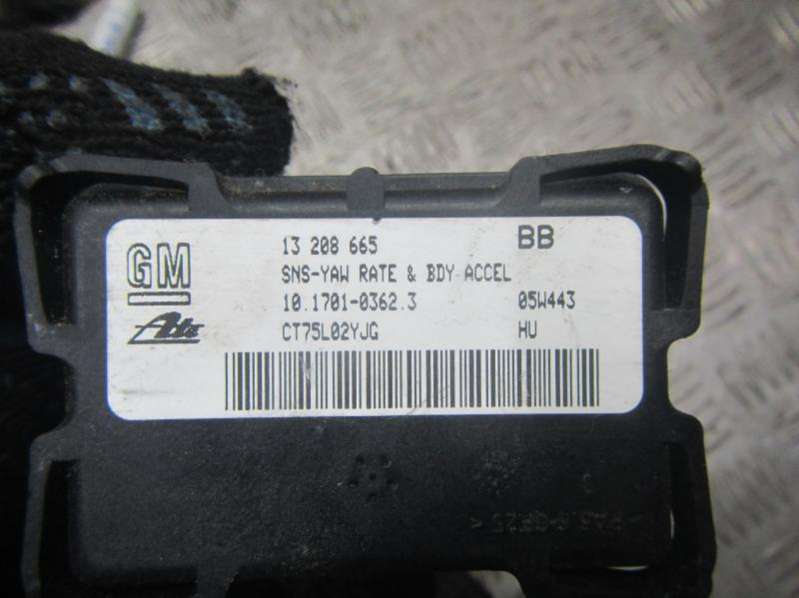 GM
13 208 665 BB
SNS-YAW RATE & BDY ACCEL
10.1701-0362.3 05W443
Ate
CT75L02YJG HU